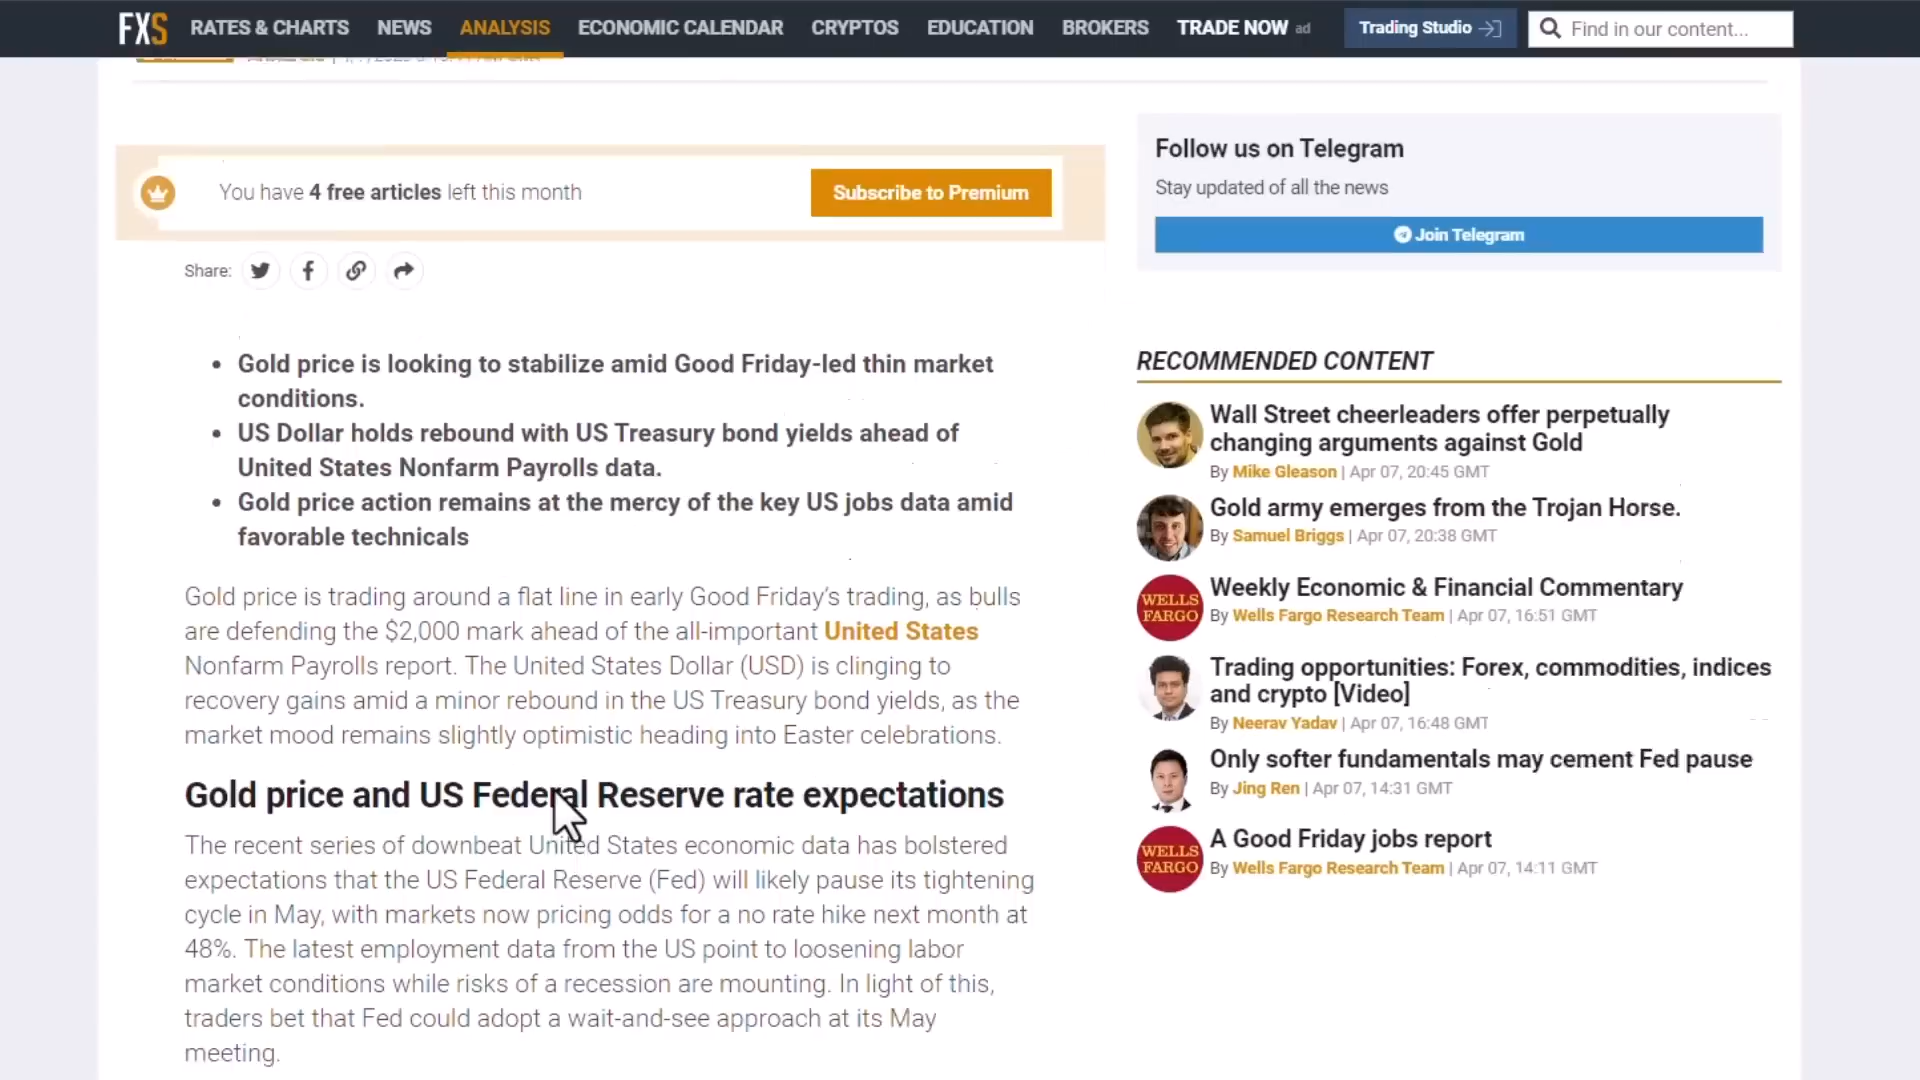 FXS RATES & CHARTS NEWS ANALYSIS ECONOMIC CALENDAR CRYPTOS EDUCATION BROKERS TRADE NOW ad Trading Studio Find in our content...
You have 4 free articles left this month
Subscribe to Premium
Share:
Gold price is looking to stabilize amid Good Friday-led thin market
conditions.
US Dollar holds rebound with US Treasury bond yields ahead of
United States Nonfarm Payrolls data.
Gold price action remains at the mercy of the key US jobs data amid
favorable technicals
Gold price is trading around a flat line in early Good Friday's trading, as bulls
are defending the $2,000 mark ahead of the all-important United States
Nonfarm Payrolls report. The United States Dollar (USD) is clinging to
recovery gains amid a minor rebound in the US Treasury bond yields, as the
market mood remains slightly optimistic heading into Easter celebrations.
Gold price and US Federal Reserve rate expectations
The recent series of downbeat United States economic data has bolstered
expectations that the US Federal Reserve (Fed) will likely pause its tightening
cycle in May, with markets now pricing odds for a no rate hike next month at
48%. The latest employment data from the US point to loosening labor
market conditions while risks of a recession are mounting. In light of this,
traders bet that Fed could adopt a wait-and-see approach at its May
meeting.
Follow us on Telegram
Stay updated of all the news
Join Telegram
RECOMMENDED CONTENT
Wall Street cheerleaders offer perpetually
changing arguments against Gold
By Mike Gleason | Apr 07, 20:45 GMT
Gold army emerges from the Trojan Horse.
By Samuel Briggs | Apr 07, 20:38 GMT
WELLS
FARGO
Weekly Economic & Financial Commentary
By Wells Fargo Research Team | Apr 07, 16:51 GMT
Trading opportunities: Forex, commodities, indices
and crypto [Video]
By Neerav Yadav | Apr 07, 16:48 GMT
Only softer fundamentals may cement Fed pause
By Jing Ren | Apr 07, 14:31 GMT
WELLS
FARGO
A Good Friday jobs report
By Wells Fargo Research Team | Apr 07, 14:11 GMT